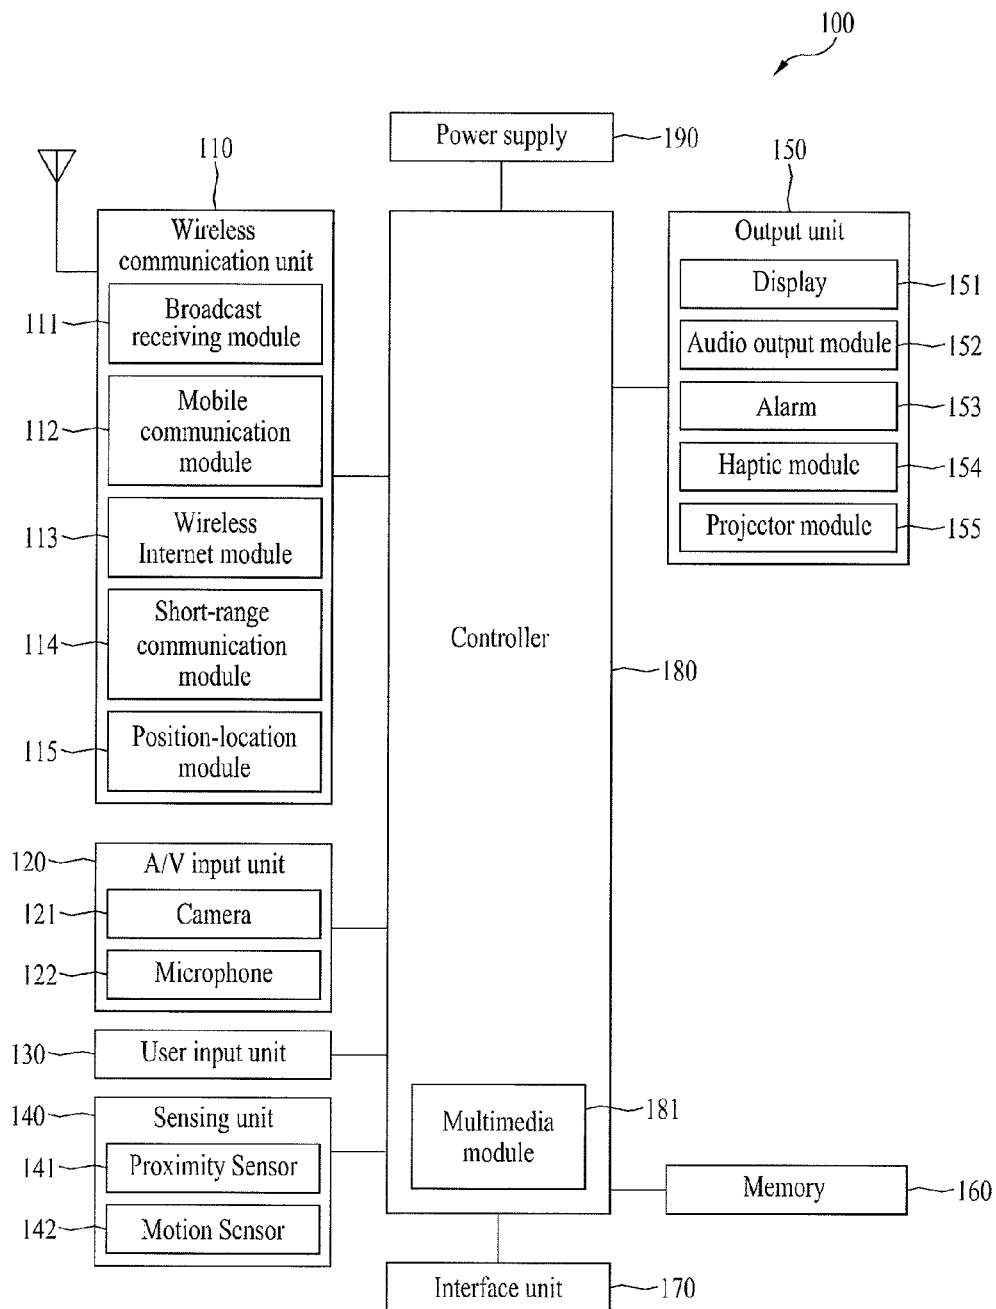 100
Power supply
190
110
150
Wireless
communication unit
Output unit
111
Broadcast
receiving module
Display
151
Audio output module
152
112
Mobile
communication
module
Alarm
153
Haptic module
154
113
Wireless
Internet module
Projector module
155
114
Short-range
communication
module
Controller
180
115
Position-location
module
120
A/V input unit
121
Camera
122
Microphone
130
User input unit
140
Sensing unit
141
Proximity Sensor
142
Motion Sensor
Multimedia
module
181
Memory
160
Interface unit
170